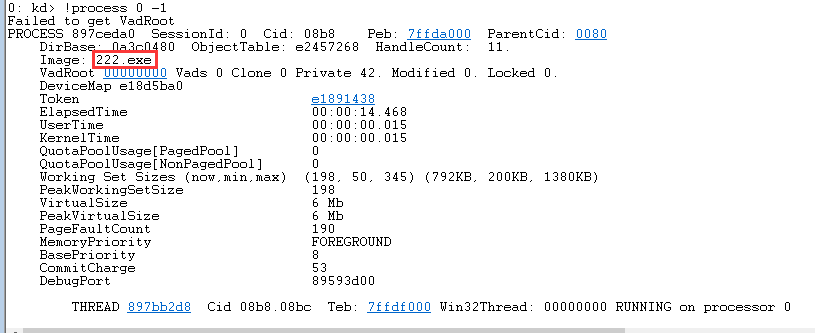 0: kd> !process 0 -1
Failed to get VadRoot
PROCESS 897ceda0  SessionId: 0  Cid: 08b8    Peb: 7ffda000  ParentCid: 0080
    DirBase: 0a3c0480  ObjectTable: e2457268  HandleCount:  11.
    Image: 222.exe
    VadRoot 00000000 Vads 0 Clone 0 Private 42. Modified 0. Locked 0.
    DeviceMap e18d5ba0
    Token                             e1891438
    ElapsedTime                       00:00:14.468
    UserTime                          00:00:00.015
    KernelTime                        00:00:00.015
    QuotaPoolUsage[PagedPool]         0
    QuotaPoolUsage[NonPagedPool]      0
    Working Set Sizes (now,min,max)  (198, 50, 345) (792KB, 200KB, 1380KB)
    PeakWorkingSetSize                198
    VirtualSize                       6 Mb
    PeakVirtualSize                   6 Mb
    PageFaultCount                    190
    MemoryPriority                    FOREGROUND
    BasePriority                      8
    CommitCharge                      53
    DebugPort                         89593d00
        THREAD 897bb2d8  Cid 08b8.08bc  Teb: 7ffdf000 Win32Thread: 00000000 RUNNING on processor 0